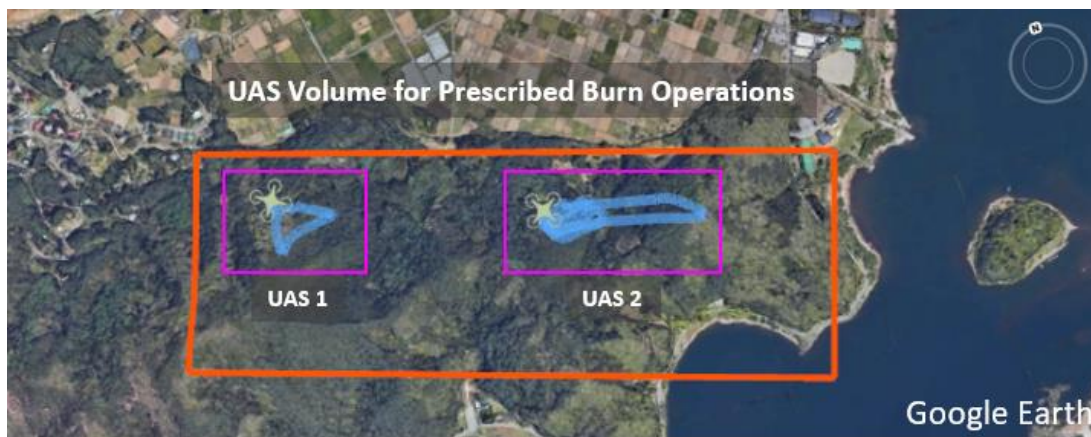 N
UAS Volume for Prescribed Burn Operations
UAS 1
UAS 2
Google Earth